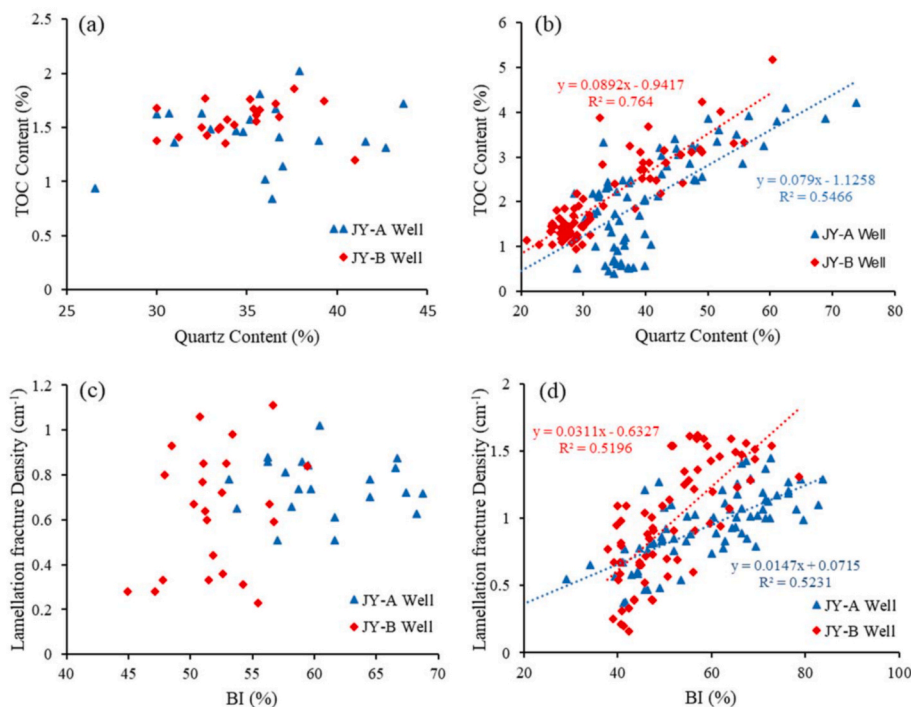 (a)
2.5
2
1.5
1
0.5
0
TOC Content (%)
25 30 35 40 45
Quartz Content (%)
JY-A Well
JY-B Well
(b)
6
5
4
3
2
1
0
TOC Content (%)
y = 0.0892x - 0.9417
R² = 0.764
y = 0.079x - 1.1258
R² = 0.5466
JY-A Well
JY-B Well
20 30 40 50 60 70 80
Quartz Content (%)
(c)
1.2
1
0.8
0.6
0.4
0.2
0
Lamellation fracture Density (cm⁻¹)
JY-A Well
JY-B Well
40 45 50 55 60 65 70
BI (%)
(d)
2
1.5
1
0.5
0
Lamellation fracture Density (cm⁻¹)
y = 0.0311x - 0.6327
R² = 0.5196
y = 0.0147x + 0.0715
R² = 0.5231
JY-A Well
JY-B Well
20 40 60 80 100
BI (%)